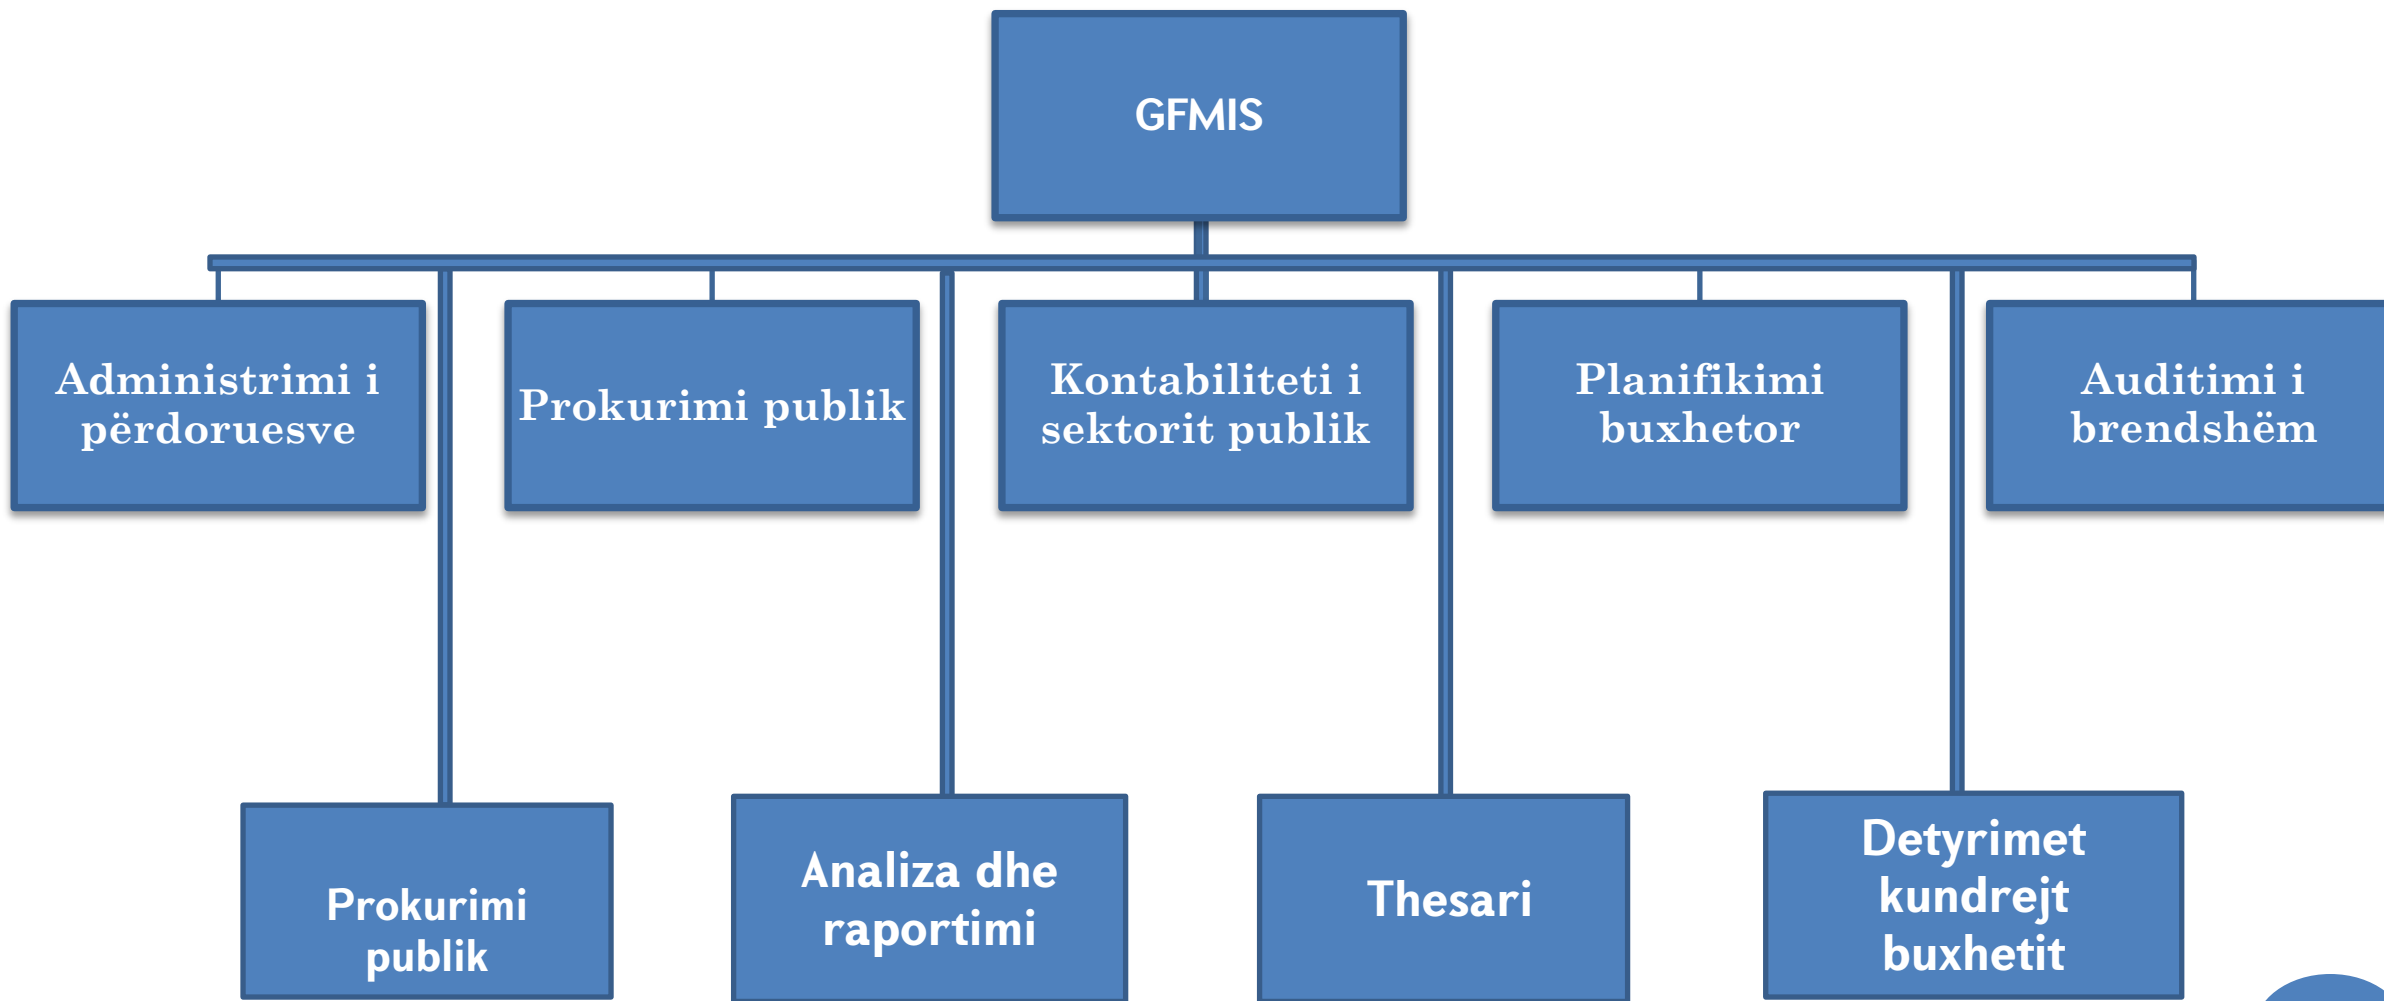 GFMIS
Administrimi i
përdoruesve
Prokurimi publik
Kontabiliteti i
sektorit publik
Planifikimi
buxhetor
Auditimi i
brendshëm
Prokurimi
publik
Analiza dhe
raportimi
Thesari
Detyrimet
kundrejt
buxhetit